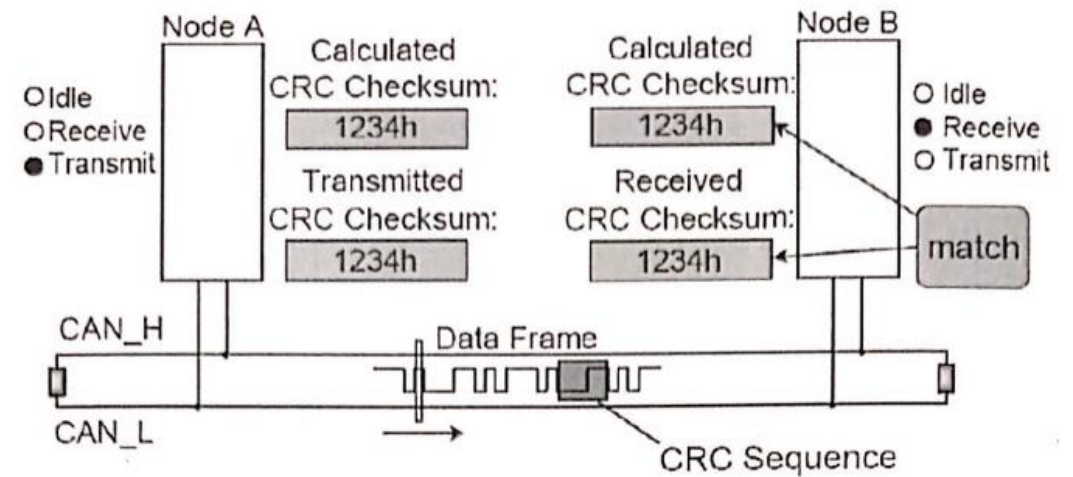 Node A
Calculated
CRC Checksum:
1234h
Transmitted
CRC Checksum:
1234h
Idle
Receive
Transmit
Node B
Calculated
CRC Checksum:
1234h
Received
CRC Checksum:
1234h
Idle
Receive
Transmit
match
CAN_H
Data Frame
CAN_L
CRC Sequence